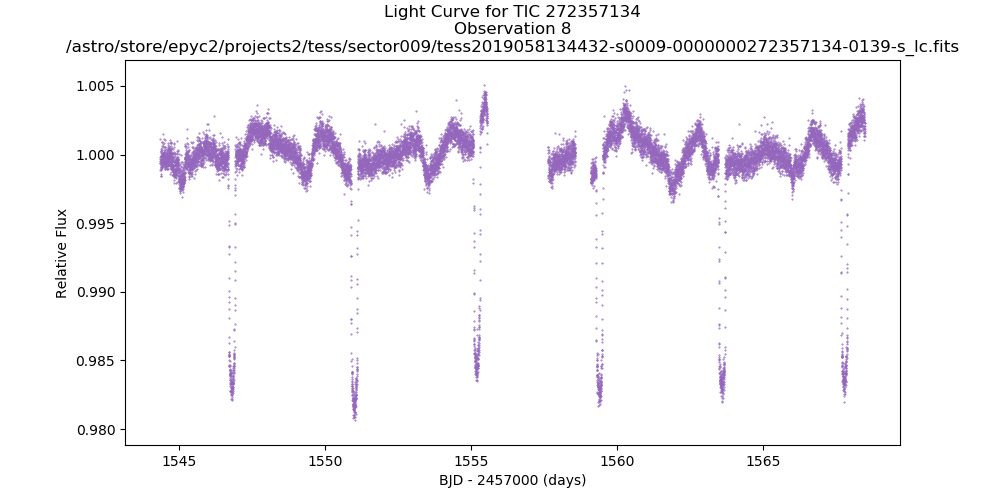 Light Curve for TIC 272357134
Observation 8
/astro/store/epyc2/projects2/tess/sector009/tess2019058134432-s0009-0000000272357134-0139-s_lc.fits
1.005
1.000
0.995
0.990
0.985
0.980
Relative Flux
1545
1550
1555
1560
1565
BJD - 2457000 (days)